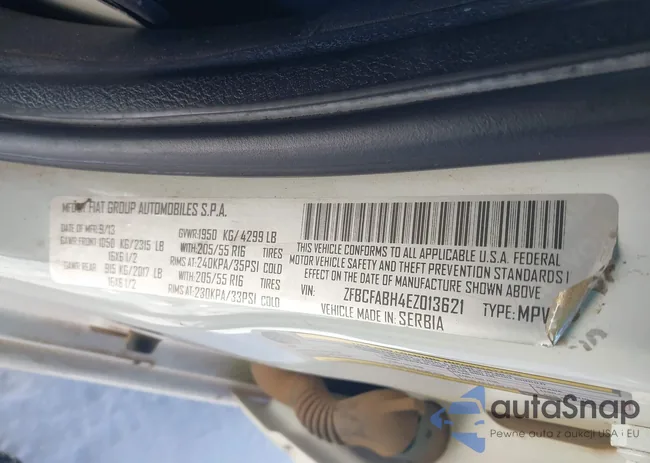 MFD BY FIAT GROUP AUTOMOBILES S.P.A.
DATE OF MFR:9/13 GVWR:1950 KG/4299 LB
GAWR FRONT 1050 KG/2315 LB WITH:205/55 R16 TIRES
16X6 1/2 RIMS AT:240KPA/35PSI COLD
GAWR REAR 915 KG/2017 LB WITH:205/55 R16 TIRES
16X6 1/2 RIMS AT:230KPA/33PSI COLD
THIS VEHICLE CONFORMS TO ALL APPLICABLE U.S.A. FEDERAL
MOTOR VEHICLE SAFETY AND THEFT PREVENTION STANDARDS I
EFFECT ON THE DATE OF MANUFACTURE SHOWN ABOVE.
VIN: ZFBCFABH4EZ013621 TYPE: MPV
VEHICLE MADE IN: SERBIA
autoSnap
Pewne auta z aukcji USA i EU